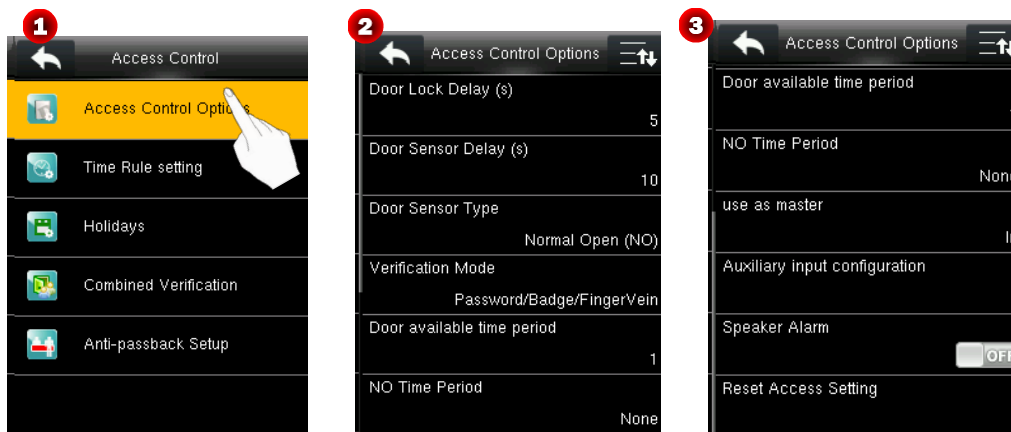 1
Access Control
Access Control Options
Time Rule setting
Holidays
Combined Verification
Anti-passback Setup
2
Access Control Options
Door Lock Delay (s)
5
Door Sensor Delay (s)
10
Door Sensor Type
Normal Open (NO)
Verification Mode
Password/Badge/FingerVein
Door available time period
1
NO Time Period
None
3
Access Control Options
Door available time period
NO Time Period
None
use as master
Auxiliary input configuration
Speaker Alarm
OFF
Reset Access Setting